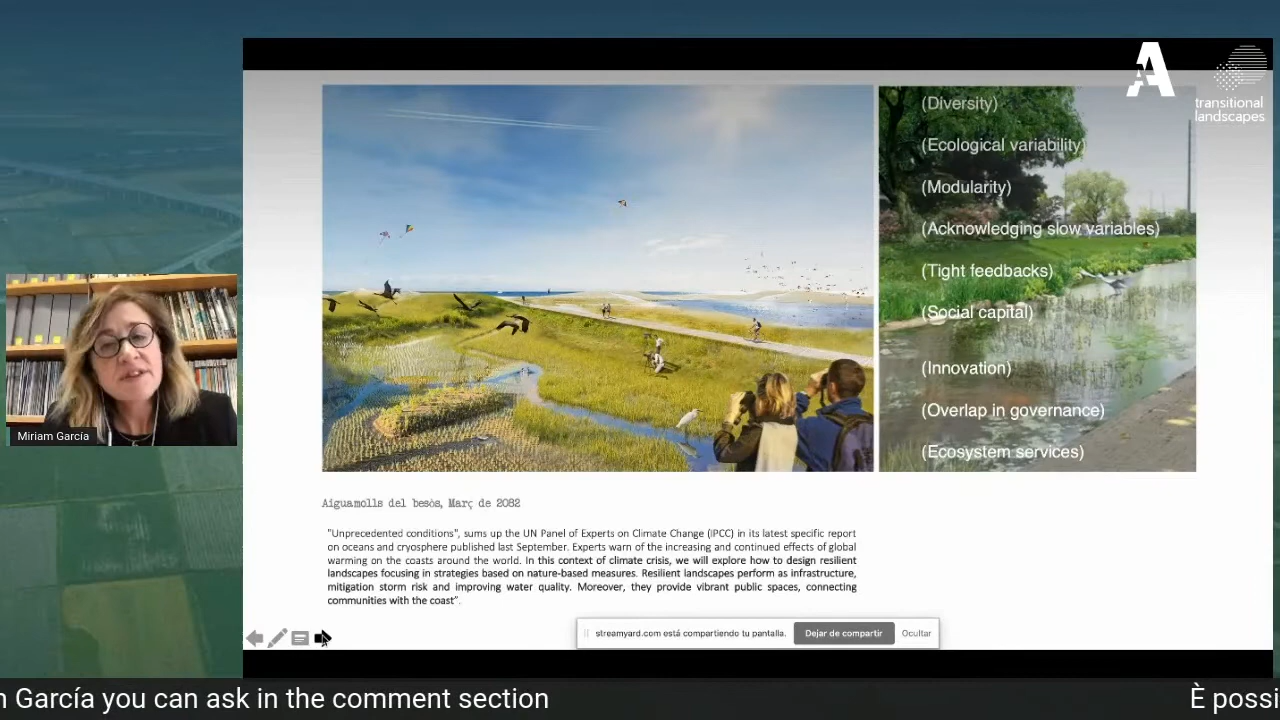 A
transitional
landscapes
(Diversity)
(Ecological variability)
(Modularity)
(Acknowledging slow variables)
(Tight feedbacks)
(Social capital)
(Innovation)
(Overlap in governance)
(Ecosystem services)
Miriam García
Aiguamolls del besòs, Març de 2082
"Unprecedented conditions", sums up the UN Panel of Experts on Climate Change (IPCC) in its latest specific report
on oceans and cryosphere published last September. Experts warn of the increasing and continued effects of global
warming on the coasts around the world. In this context of climate crisis, we will explore how to design resilient
landscapes focusing in strategies based on nature-based measures. Resilient landscapes perform as infrastructure,
mitigation storm risk and improving water quality. Moreover, they provide vibrant public spaces, connecting
communities with the coast".
streamyard.com está compartiendo tu pantalla. Dejar de compartir Ocultar
n García you can ask in the comment section È possi